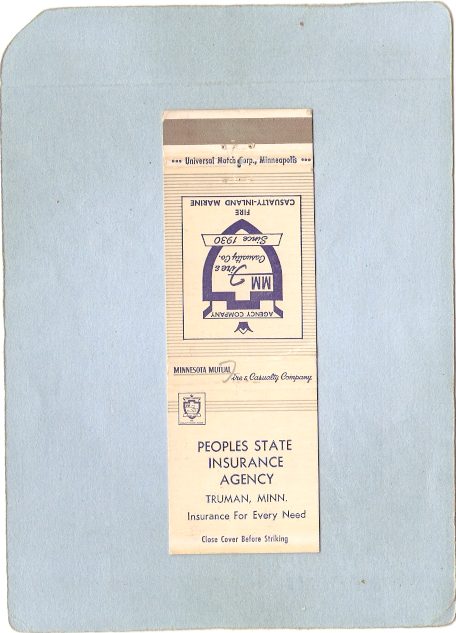 ••• Universal Match Corp., Minneapolis •••
FIRE
CASUALTY-INLAND MARINE
Since 1930
MM Fire &
Casualty Co.
AGENCY COMPANY
MINNESOTA MUTUAL Fire & Casualty Company
PEOPLES STATE
INSURANCE
AGENCY
TRUMAN, MINN.
Insurance For Every Need
Close Cover Before Striking